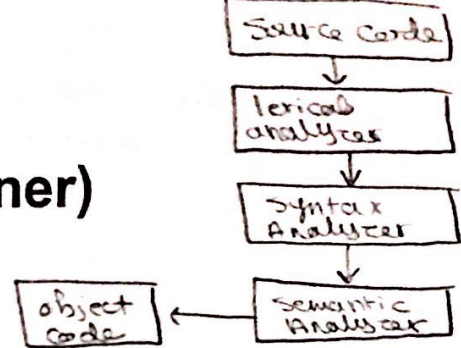 Source Code
lexical
analyzer
ner)
Syntax
Analyzer
object
code
Semantic
Analyzer